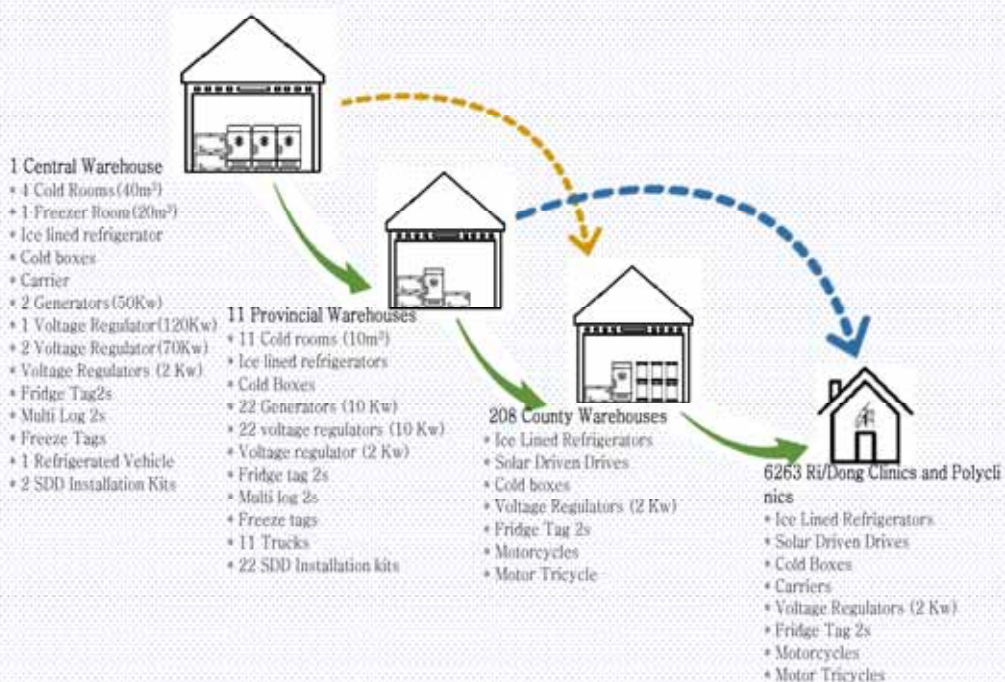 1 Central Warehouse
* 4 Cold Rooms(40m³)
* 1 Freezer Room(20m³)
* Ice lined refrigerator
* Cold boxes
* Carrier
* 2 Generators(50Kw)
* 1 Voltage Regulator(120Kw)
* 2 Voltage Regulator(70Kw)
* Voltage Regulators (2 Kw)
* Fridge Tag2s
* Multi Log 2s
* Freeze Tags
* 1 Refrigerated Vehicle
* 2 SDD Installation Kits
11 Provincial Warehouses
* 11 Cold rooms (10m³)
* Ice lined refrigerators
* Cold Boxes
* 22 Generators (10 Kw)
* 22 voltage regulators (10 Kw)
* Voltage regulator (2 Kw)
* Fridge tag 2s
* Multi log 2s
* Freeze tags
* 11 Trucks
* 22 SDD Installation kits
208 County Warehouses
* Ice Lined Refrigerators
* Solar Driven Drives
* Cold boxes
* Voltage Regulators (2 Kw)
* Fridge Tag 2s
* Motorcycles
* Motor Tricycle
6263 Ri/Dong Clinics and Polycli
nics
* Ice Lined Refrigerators
* Solar Driven Drives
* Cold Boxes
* Carriers
* Voltage Regulators (2 Kw)
* Fridge Tag 2s
* Motorcycles
* Motor Tricycles